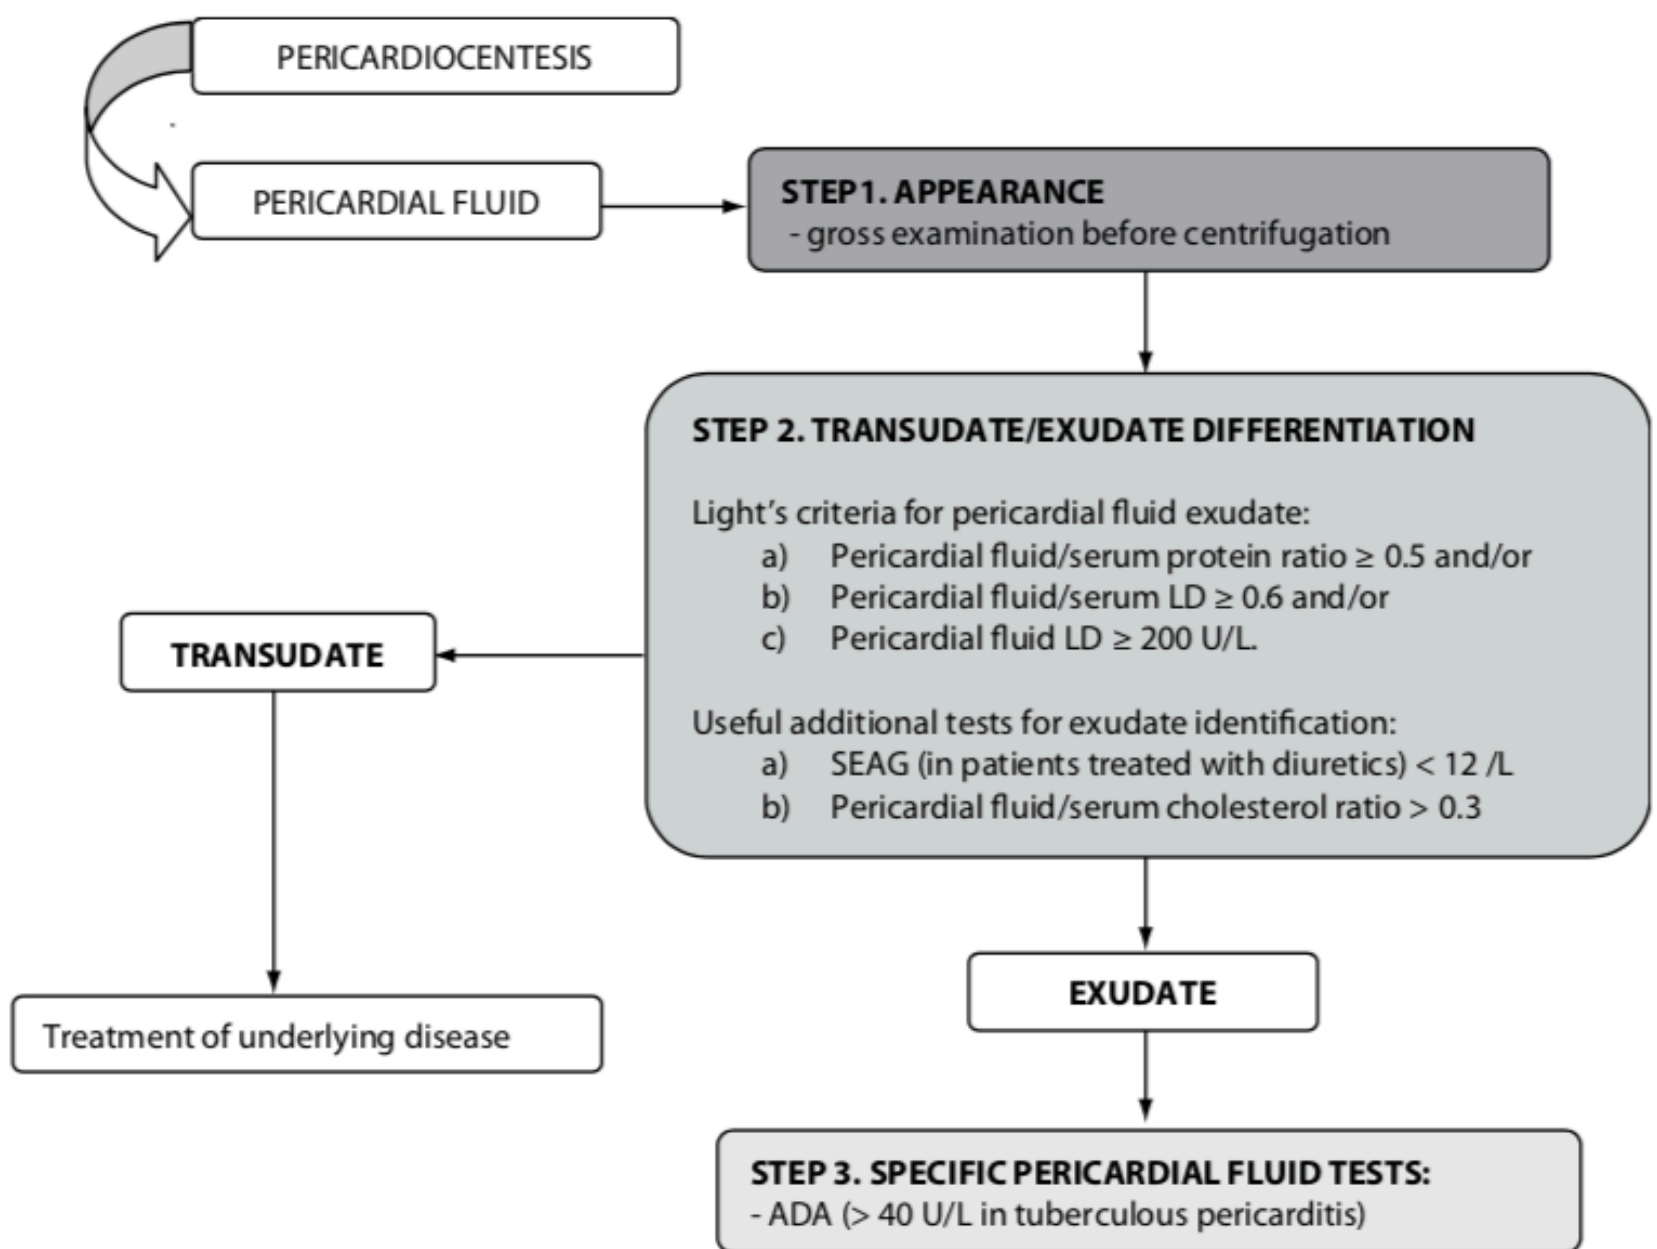 PERICARDIOCENTESIS
PERICARDIAL FLUID
STEP1. APPEARANCE
- gross examination before centrifugation
STEP 2. TRANSUDATE/EXUDATE DIFFERENTIATION
Light’s criteria for pericardial fluid exudate:
a) Pericardial fluid/serum protein ratio ≥ 0.5 and/or
b) Pericardial fluid/serum LD ≥ 0.6 and/or
c) Pericardial fluid LD ≥ 200 U/L.
Useful additional tests for exudate identification:
a) SEAG (in patients treated with diuretics) < 12 /L
b) Pericardial fluid/serum cholesterol ratio > 0.3
TRANSUDATE
Treatment of underlying disease
EXUDATE
STEP 3. SPECIFIC PERICARDIAL FLUID TESTS:
- ADA (> 40 U/L in tuberculous pericarditis)